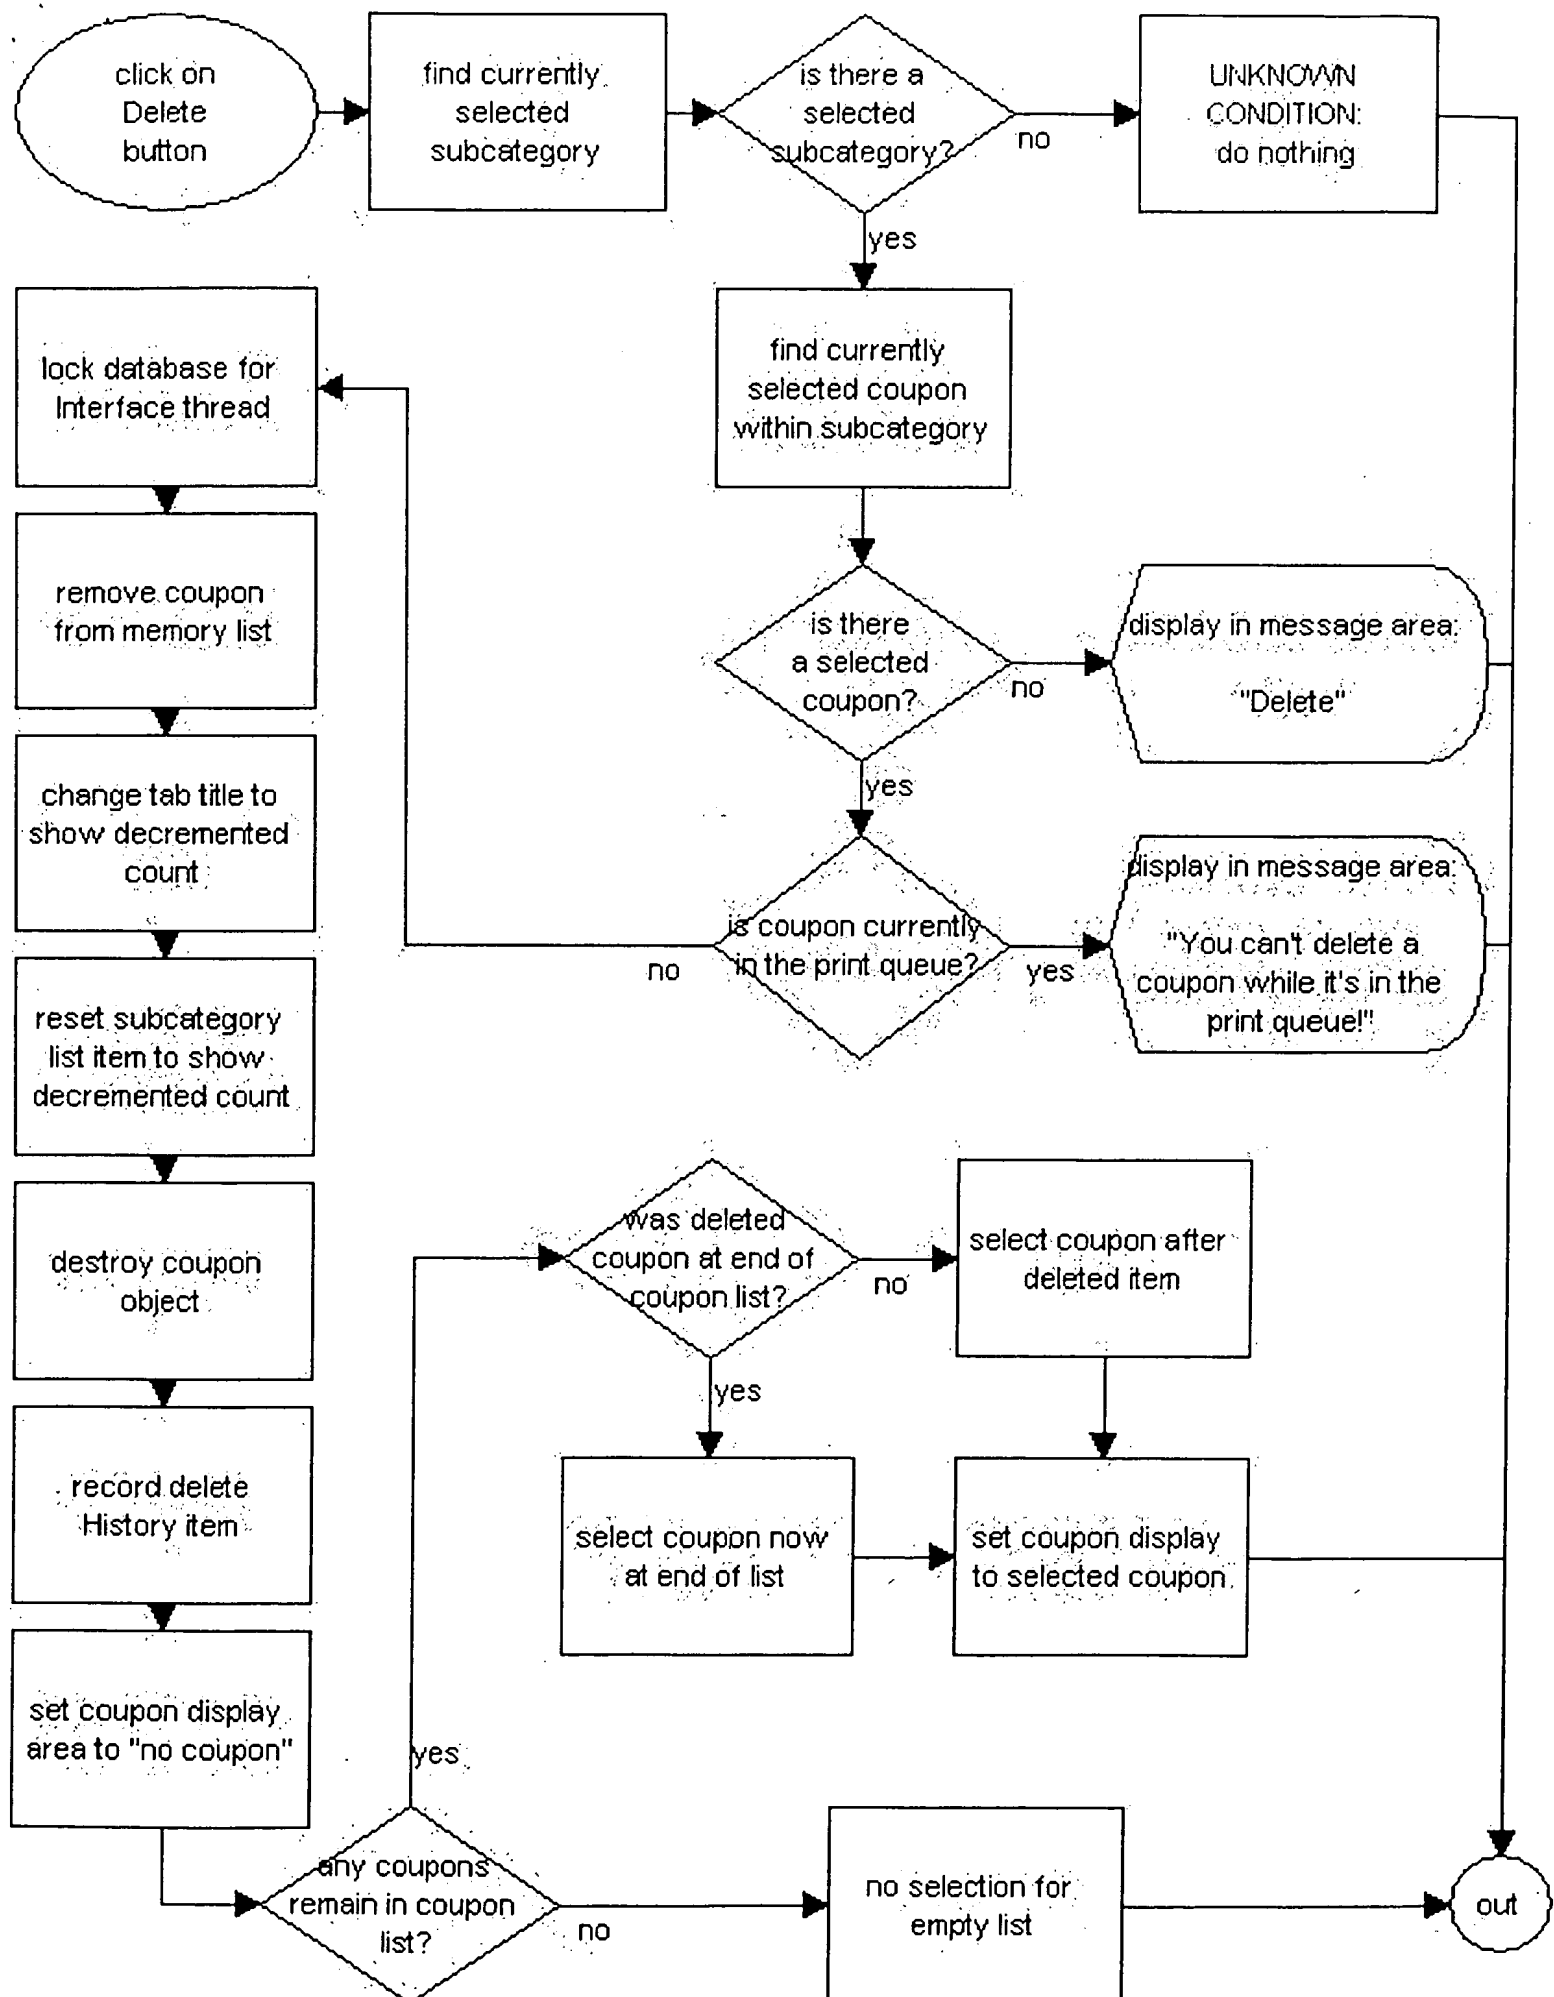 click on
Delete
button
find currently
selected
subcategory
is there a
selected
subcategory?
no
UNKNOWN
CONDITION:
do nothing
yes
lock database for
Interface thread
find currently
selected coupon
within subcategory
remove coupon
from memory list
is there
a selected
coupon?
no
display in message area:
"Delete"
yes
change tab title to
show decremented
count
is coupon currently
in the print queue?
no
yes
display in message area:
"You can't delete a
coupon while it's in the
print queue!"
reset subcategory
list item to show
decremented count
destroy coupon
object
was deleted
coupon at end of
coupon list?
no
select coupon after
deleted item
yes
record delete
History item
select coupon now
at end of list
set coupon display
to selected coupon
set coupon display
area to "no coupon"
yes
any coupons
remain in coupon
list?
no
no selection for
empty list
out